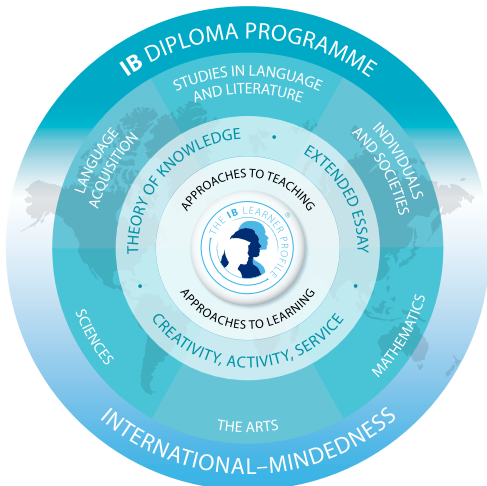 IB DIPLOMA PROGRAMME
STUDIES IN LANGUAGE
AND LITERATURE
LANGUAGE
ACQUISITION
INDIVIDUALS
AND SOCIETIES
THEORY OF KNOWLEDGE
EXTENDED ESSAY
APPROACHES TO TEACHING
THE IB LEARNER PROFILE
®
APPROACHES TO LEARNING
CREATIVITY, ACTIVITY, SERVICE
SCIENCES
MATHEMATICS
THE ARTS
INTERNATIONAL–MINDEDNESS